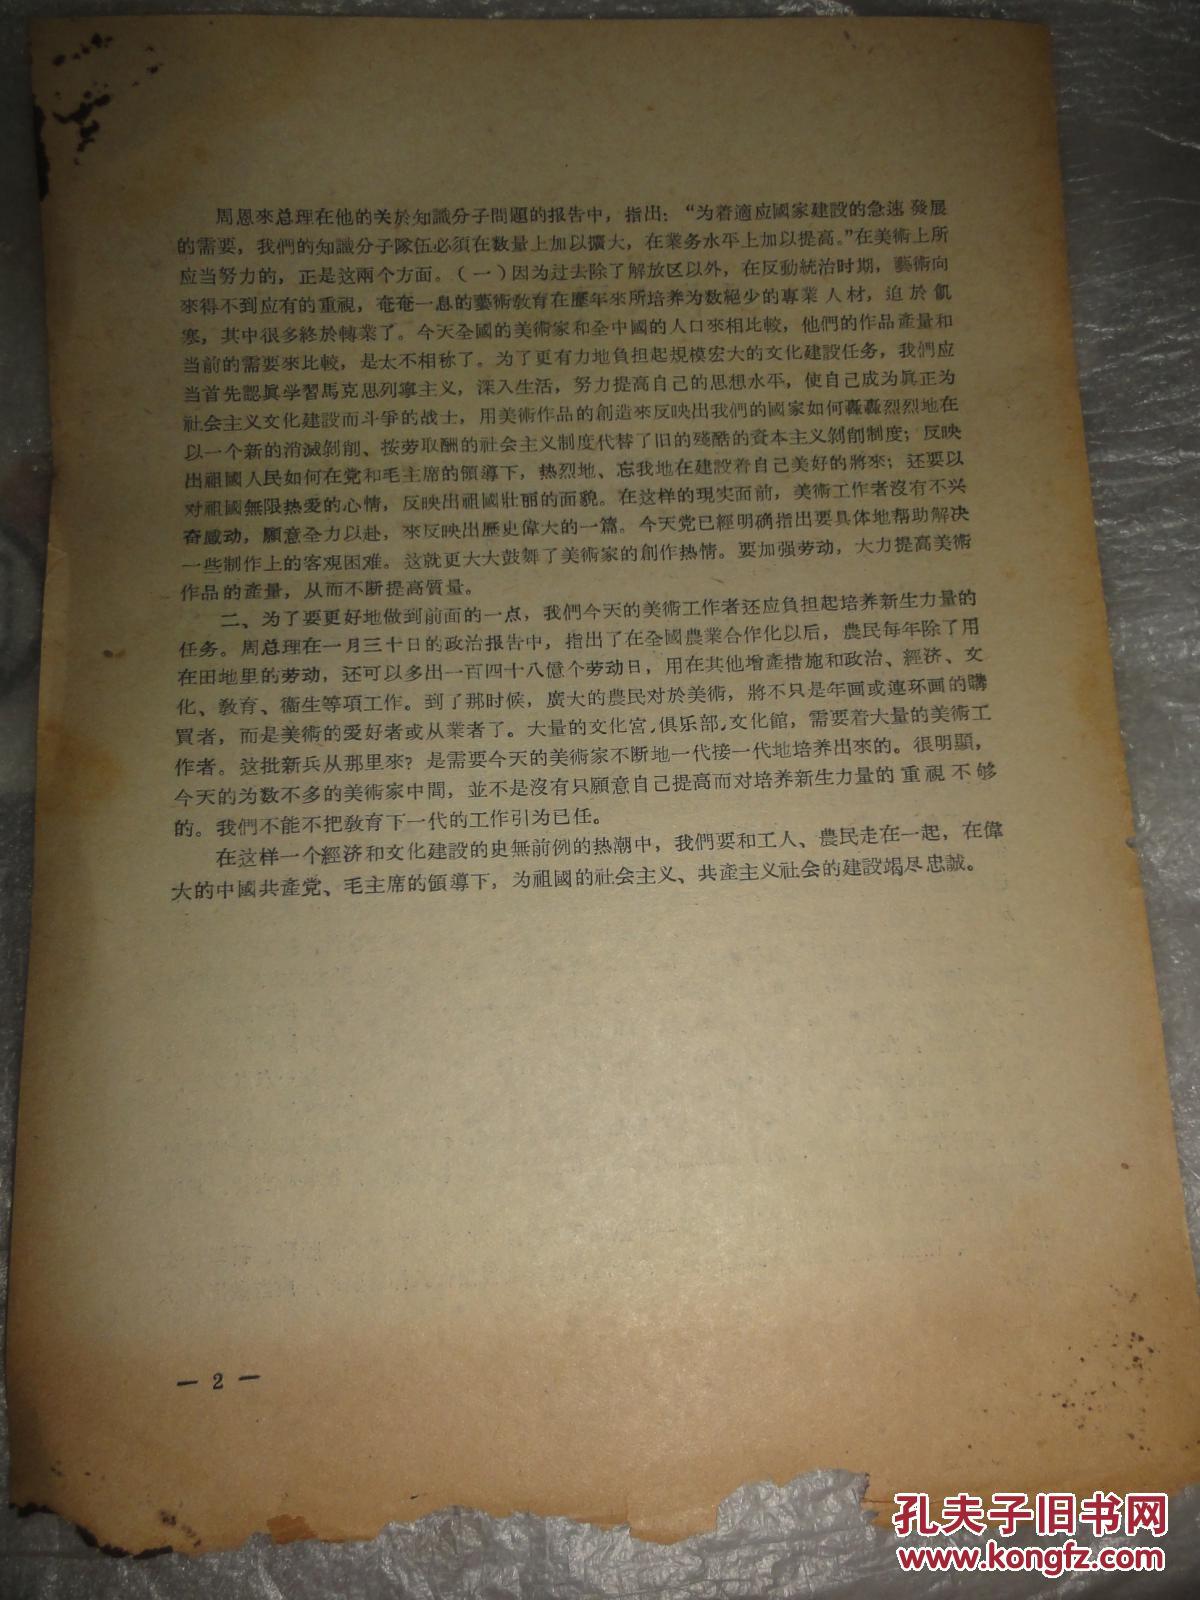 周恩來总理在他的关於知識分子問題的报告中，指出：“为着適应國家建設的急速發展
的需要，我們的知識分子隊伍必須在数量上加以擴大，在業务水平上加以提高。”在美術上所
应当努力的，正是这兩个方面。（一）因为过去除了解放区以外，在反動統治时期，藝術向
來得不到应有的重視，奄奄一息的藝術敎育在歷年來所培养为数絕少的專業人材，迫於飢
寒，其中很多終於轉業了。今天全國的美術家和全中國的人口來相比較，他們的作品產量和
当前的需要來比較，是太不相称了。为了更有力地負担起規模宏大的文化建設任务，我們应
当首先認眞学習馬克思列寧主义，深入生活，努力提高自己的思想水平，使自己成为眞正为
社会主义文化建設而斗爭的战士，用美術作品的創造來反映出我們的國家如何轟轟烈烈地在
以一个新的消滅剝削、按劳取酬的社会主义制度代替了旧的殘酷的資本主义剝削制度；反映
出祖國人民如何在党和毛主席的領導下，热烈地、忘我地在建設着自己美好的將來；还要以
对祖國無限热愛的心情，反映出祖國壯丽的面貌。在这样的現实面前，美術工作者沒有不兴
奋感动，願意全力以赴，來反映出歷史偉大的一篇。今天党已經明确指出要具体地帮助解决
一些制作上的客观困难。这就更大大鼓舞了美術家的創作热情。要加强劳动，大力提高美術
作品的產量，从而不断提高質量。
二、为了要更好地做到前面的一点，我們今天的美術工作者还应負担起培养新生力量的
任务。周总理在一月三十日的政治报告中，指出了在全國農業合作化以后，農民每年除了用
在田地里的劳动，还可以多出一百四十八億个劳动日，用在其他增產措施和政治、經济、文
化、敎育、衞生等項工作。到了那时候，廣大的農民对於美術，將不只是年画或連环画的購
買者，而是美術的愛好者或从業者了。大量的文化宮，俱乐部，文化館，需要着大量的美術工
作者。这批新兵从那里來？是需要今天的美術家不断地一代接一代地培养出來的。很明顯，
今天的为数不多的美術家中間，並不是沒有只願意自己提高而对培养新生力量的重視不够
的。我們不能不把敎育下一代的工作引为已任。
在这样一个經济和文化建設的史無前例的热潮中，我們要和工人、農民走在一起，在偉
大的中國共產党、毛主席的領導下，为祖國的社会主义、共產主义社会的建設竭尽忠誠。
— 2 —
孔夫子旧书网
www.kongfz.com